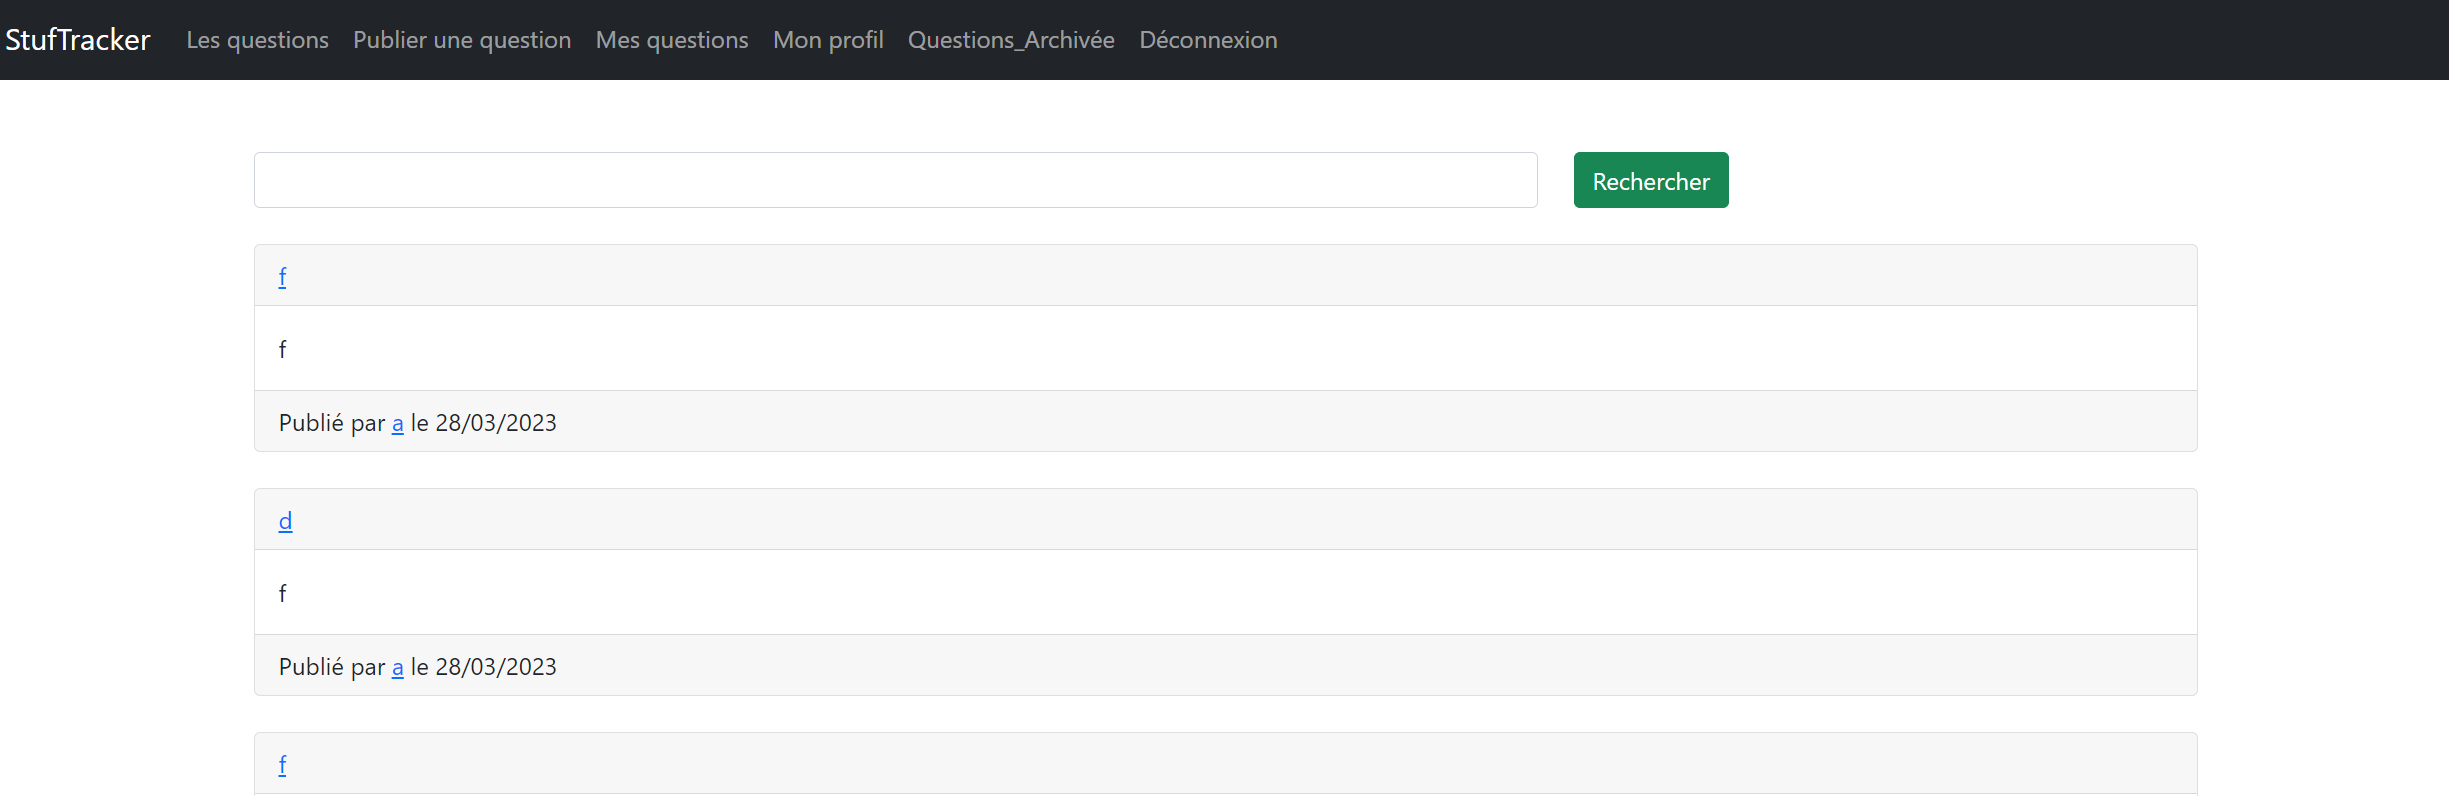 StufTracker Les questions Publier une question Mes questions Mon profil Questions_Archivée Déconnexion
Rechercher
f
f
Publié par a le 28/03/2023
d
f
Publié par a le 28/03/2023
f